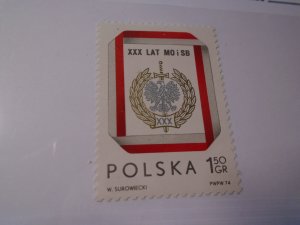 XXX LAT MO i SB
XXX
POLSKA 1 50 GR
W. SUROWIECKI PWPW. 74